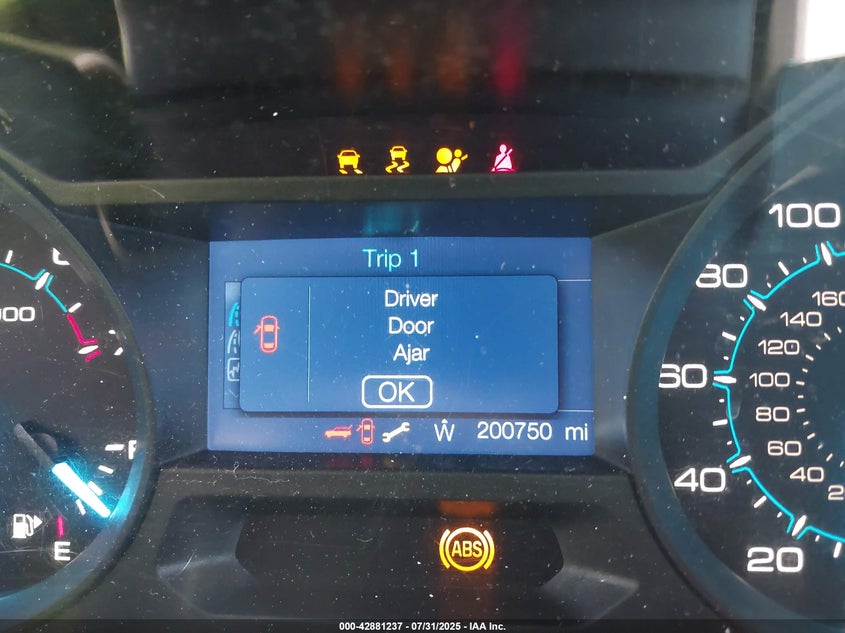 Trip 1
Driver
Door
Ajar
OK
Ŵ 200750 mi
ABS
F
E
100
80
60
40
20
160
140
120
100
80
60
40
000-42881237 - 07/31/2025 - IAA Inc.